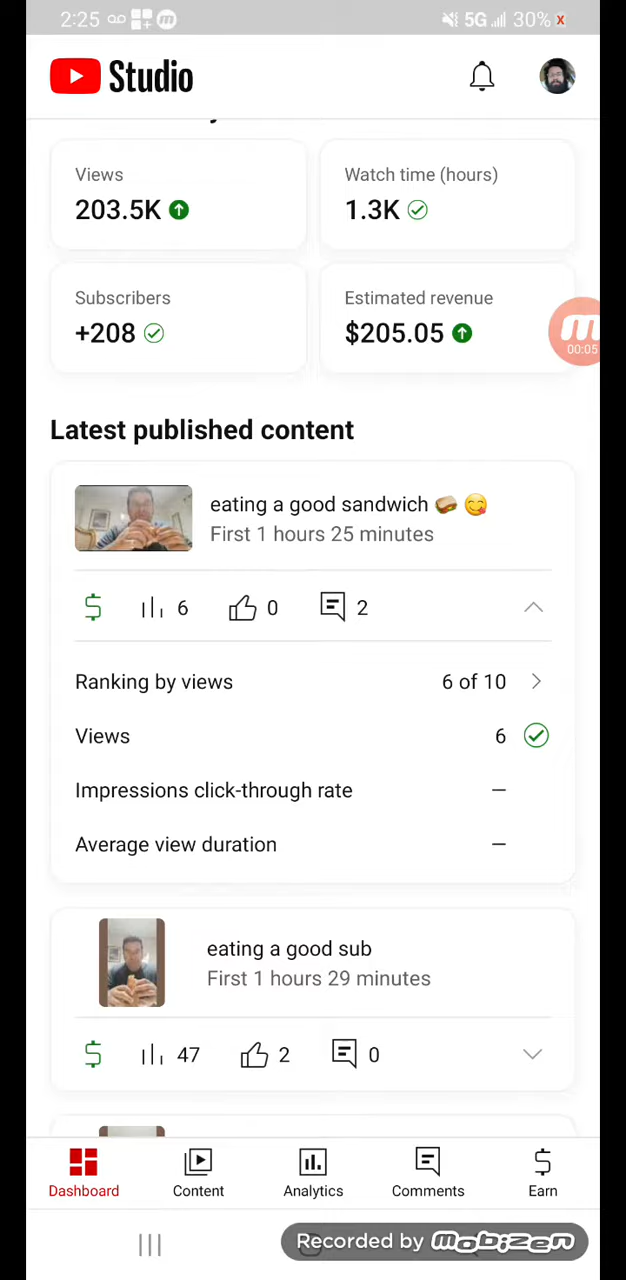 2:25
5G 30% x
Studio
Views
203.5K
Watch time (hours)
1.3K
Subscribers
+208
Estimated revenue
$205.05
00:05
Latest published content
eating a good sandwich 🥪 😋
First 1 hours 25 minutes
6 0 2
Ranking by views 6 of 10
Views 6
Impressions click-through rate –
Average view duration –
eating a good sub
First 1 hours 29 minutes
47 2 0
Dashboard Content Analytics Comments Earn
Recorded by mobizen